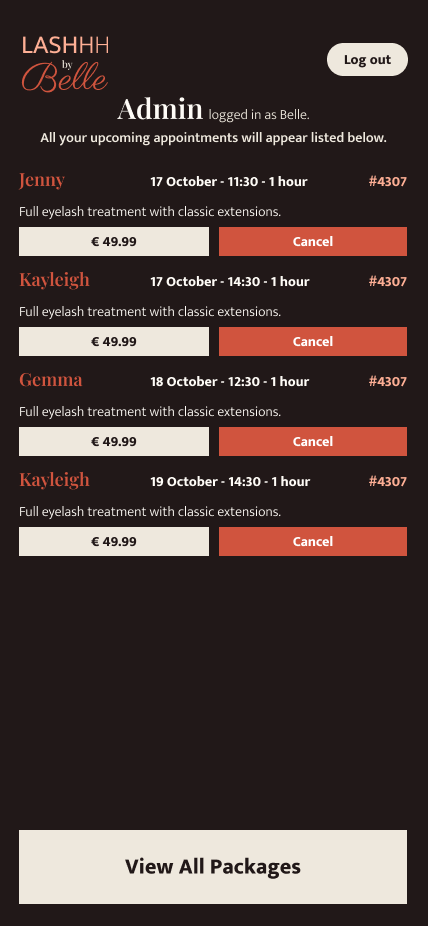 LASHHH
by
Belle
Log out
Admin logged in as Belle.
All your upcoming appointments will appear listed below.
Jenny 17 October - 11:30 - 1 hour #4307
Full eyelash treatment with classic extensions.
€ 49.99 Cancel
Kayleigh 17 October - 14:30 - 1 hour #4307
Full eyelash treatment with classic extensions.
€ 49.99 Cancel
Gemma 18 October - 12:30 - 1 hour #4307
Full eyelash treatment with classic extensions.
€ 49.99 Cancel
Kayleigh 19 October - 14:30 - 1 hour #4307
Full eyelash treatment with classic extensions.
€ 49.99 Cancel
View All Packages